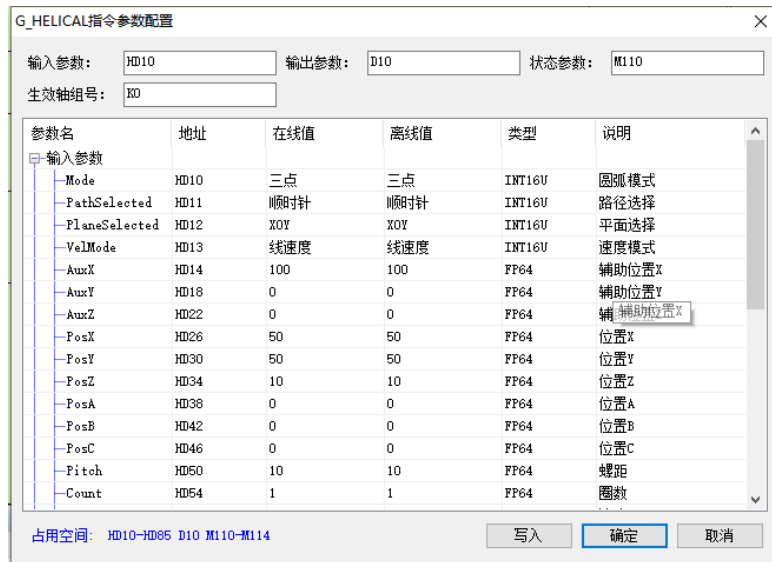 G_HELICAL指令参数配置
输入参数： HD10 输出参数： D10 状态参数： M110
生效轴组号： K0
参数名 地址 在线值 离线值 类型 说明
输入参数
Mode HD10 三点 三点 INT16U 圆弧模式
PathSelected HD11 顺时针 顺时针 INT16U 路径选择
PlaneSelected HD12 XOY XOY INT16U 平面选择
VelMode HD13 线速度 线速度 INT16U 速度模式
AuxX HD14 100 100 FP64 辅助位置X
AuxY HD18 0 0 FP64 辅助位置Y
AuxZ HD22 0 0 FP64 辅
辅助位置X
PosX HD26 50 50 FP64 位置X
PosY HD30 50 50 FP64 位置Y
PosZ HD34 10 10 FP64 位置Z
PosA HD38 0 0 FP64 位置A
PosB HD42 0 0 FP64 位置B
PosC HD46 0 0 FP64 位置C
Pitch HD50 10 10 FP64 螺距
Count HD54 1 1 FP64 圈数
占用空间: HD10-HD85 D10 M110-M114 写入 确定 取消